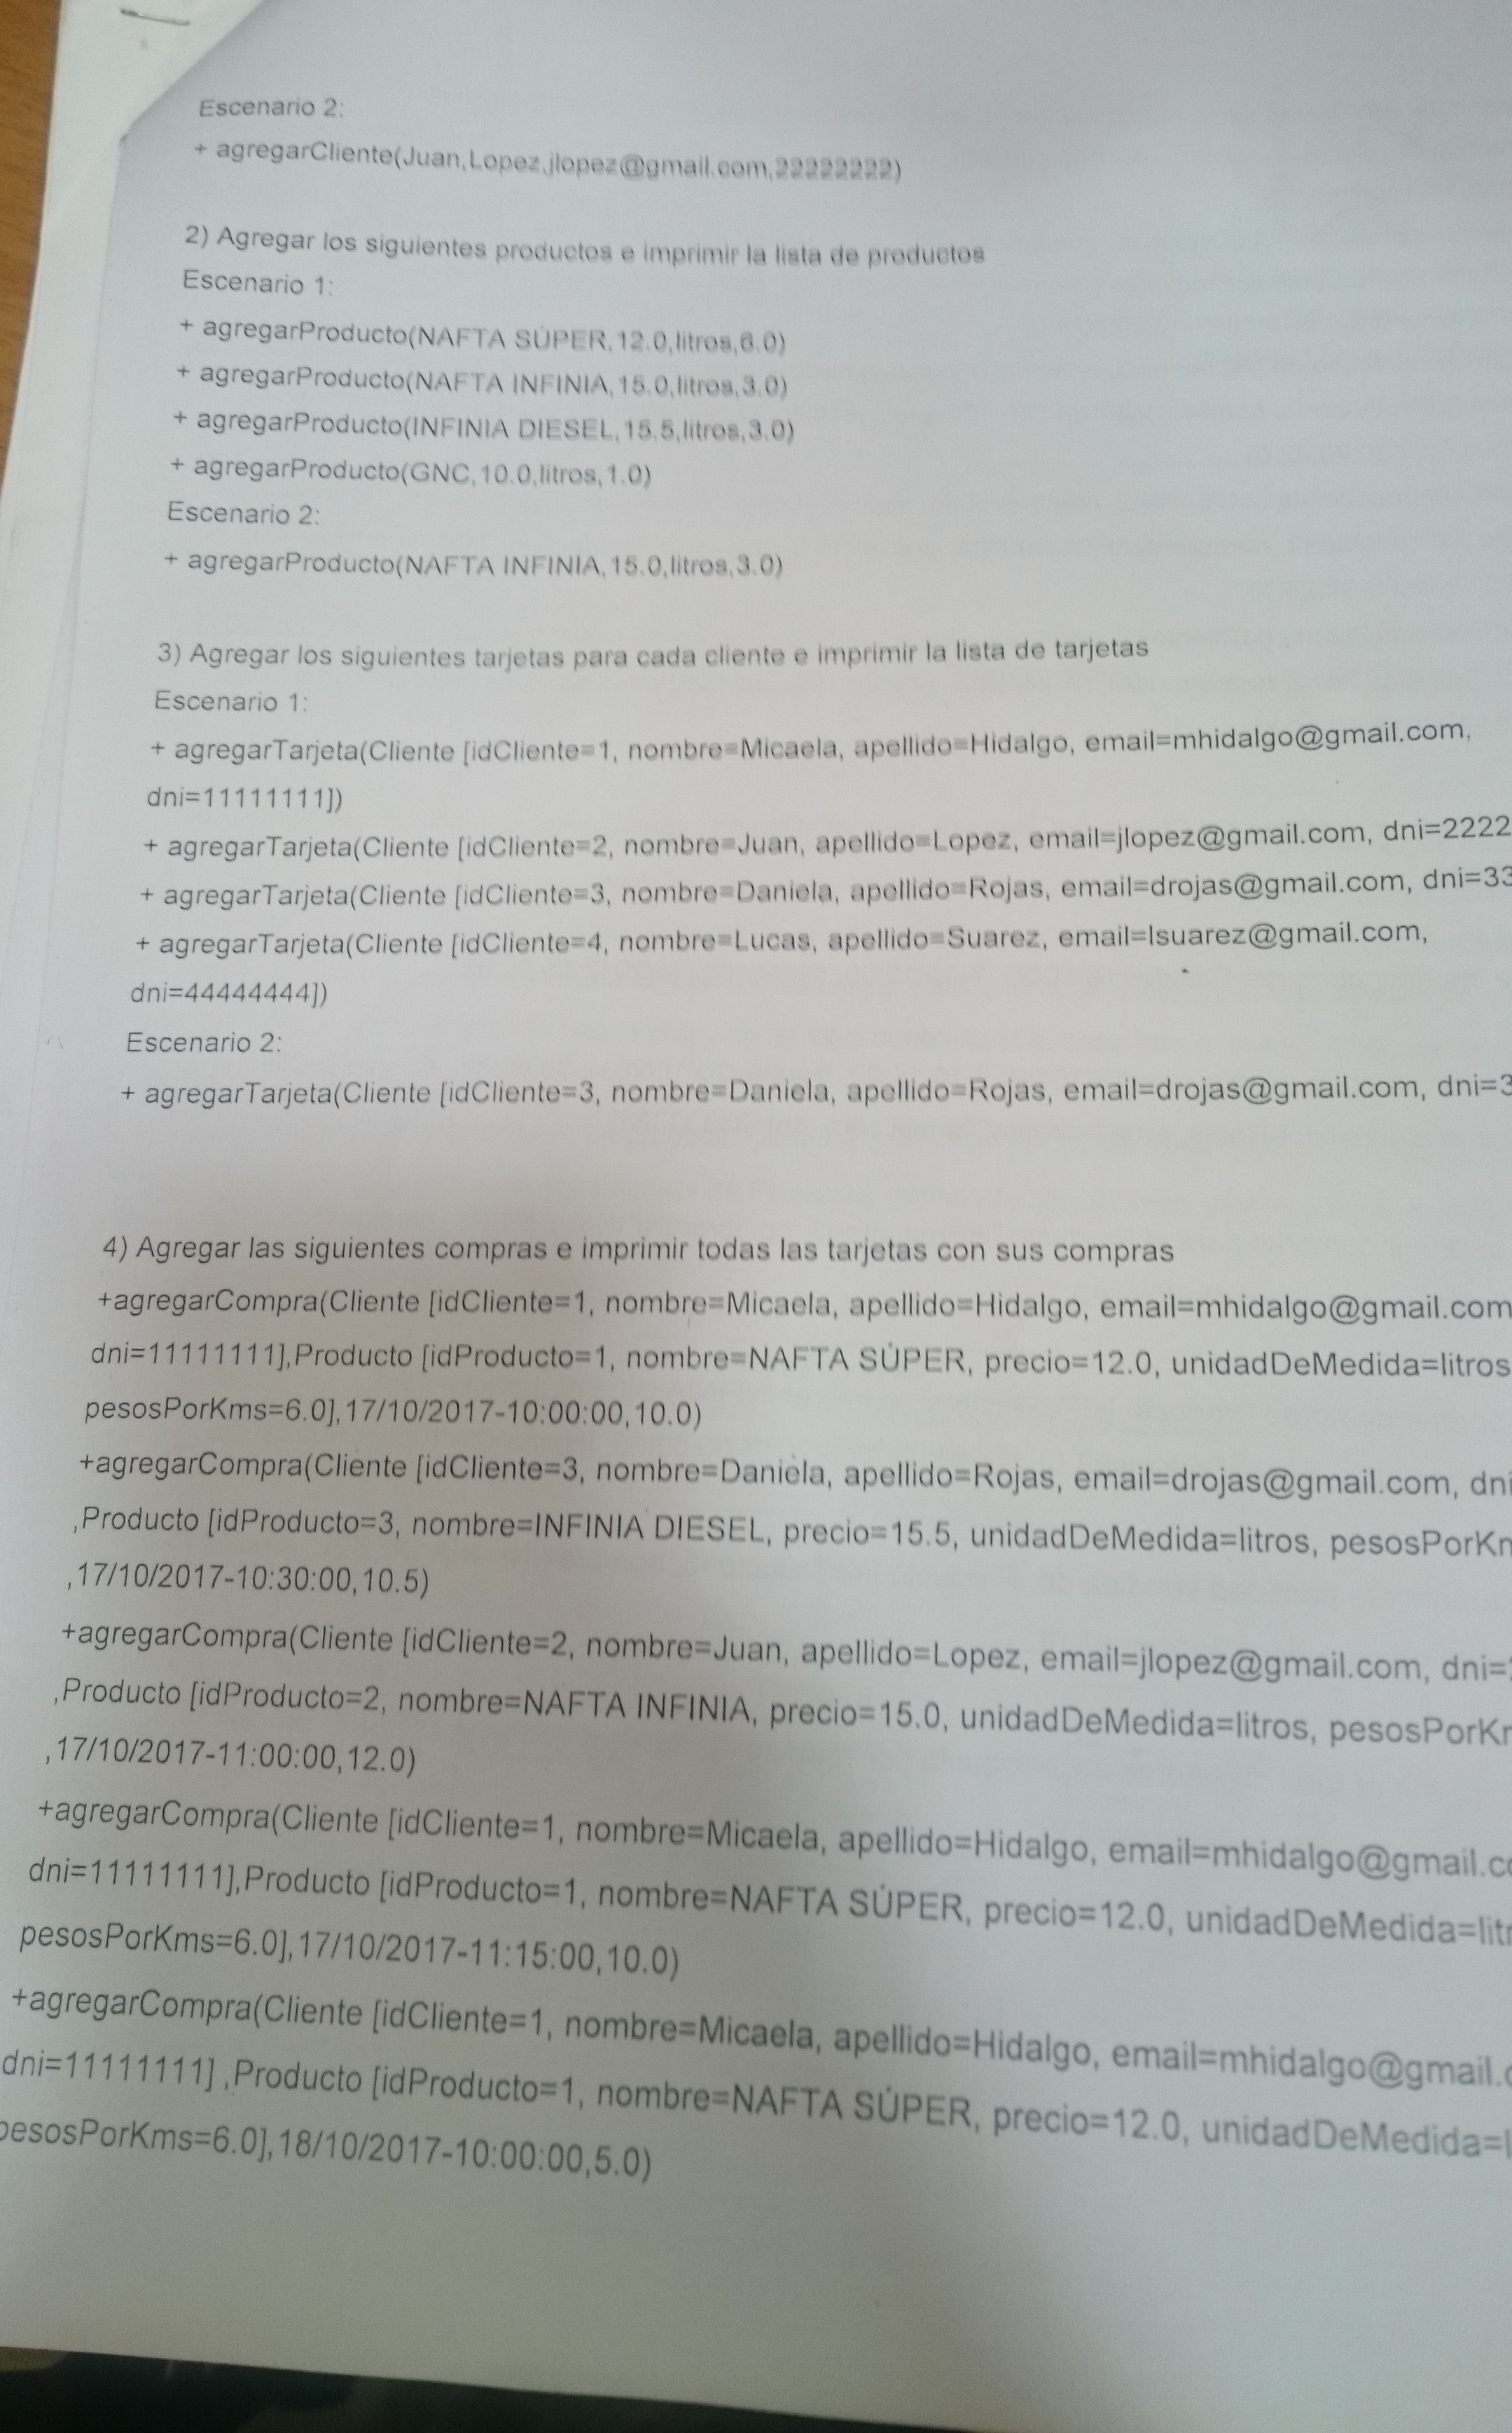 Escenario 2:
+ agregarCliente(Juan,Lopez,jlopez@gmail.com,22222222)
2) Agregar los siguientes productos e imprimir la lista de productos
Escenario 1:
+ agregarProducto(NAFTA SÚPER,12.0,litros,6.0)
+ agregarProducto(NAFTA INFINIA,15.0,litros,3.0)
+ agregarProducto(INFINIA DIESEL,15.5,litros,3.0)
+ agregarProducto(GNC,10.0,litros,1.0)
Escenario 2:
+ agregarProducto(NAFTA INFINIA,15.0,litros,3.0)
3) Agregar los siguientes tarjetas para cada cliente e imprimir la lista de tarjetas
Escenario 1:
+ agregarTarjeta(Cliente [idCliente=1, nombre=Micaela, apellido=Hidalgo, email=mhidalgo@gmail.com,
dni=11111111])
+ agregarTarjeta(Cliente [idCliente=2, nombre=Juan, apellido=Lopez, email=jlopez@gmail.com, dni=2222
+ agregarTarjeta(Cliente [idCliente=3, nombre=Daniela, apellido=Rojas, email=drojas@gmail.com, dni=33
+ agregarTarjeta(Cliente [idCliente=4, nombre=Lucas, apellido=Suarez, email=lsuarez@gmail.com,
dni=44444444])
Escenario 2:
+ agregarTarjeta(Cliente [idCliente=3, nombre=Daniela, apellido=Rojas, email=drojas@gmail.com, dni=3
4) Agregar las siguientes compras e imprimir todas las tarjetas con sus compras
+agregarCompra(Cliente [idCliente=1, nombre=Micaela, apellido=Hidalgo, email=mhidalgo@gmail.com
dni=11111111],Producto [idProducto=1, nombre=NAFTA SÚPER, precio=12.0, unidadDeMedida=litros
pesosPorKms=6.0],17/10/2017-10:00:00,10.0)
+agregarCompra(Cliente [idCliente=3, nombre=Daniela, apellido=Rojas, email=drojas@gmail.com, dni
,Producto [idProducto=3, nombre=INFINIA DIESEL, precio=15.5, unidadDeMedida=litros, pesosPorKm
,17/10/2017-10:30:00,10.5)
+agregarCompra(Cliente [idCliente=2, nombre=Juan, apellido=Lopez, email=jlopez@gmail.com, dni=
,Producto [idProducto=2, nombre=NAFTA INFINIA, precio=15.0, unidadDeMedida=litros, pesosPorK
,17/10/2017-11:00:00,12.0)
+agregarCompra(Cliente [idCliente=1, nombre=Micaela, apellido=Hidalgo, email=mhidalgo@gmail.c
dni=11111111],Producto [idProducto=1, nombre=NAFTA SÚPER, precio=12.0, unidadDeMedida=lit
pesosPorKms=6.0],17/10/2017-11:15:00,10.0)
+agregarCompra(Cliente [idCliente=1, nombre=Micaela, apellido=Hidalgo, email=mhidalgo@gmail.
dni=11111111] ,Producto [idProducto=1, nombre=NAFTA SÚPER, precio=12.0, unidadDeMedida=l
pesosPorKms=6.0],18/10/2017-10:00:00,5.0)